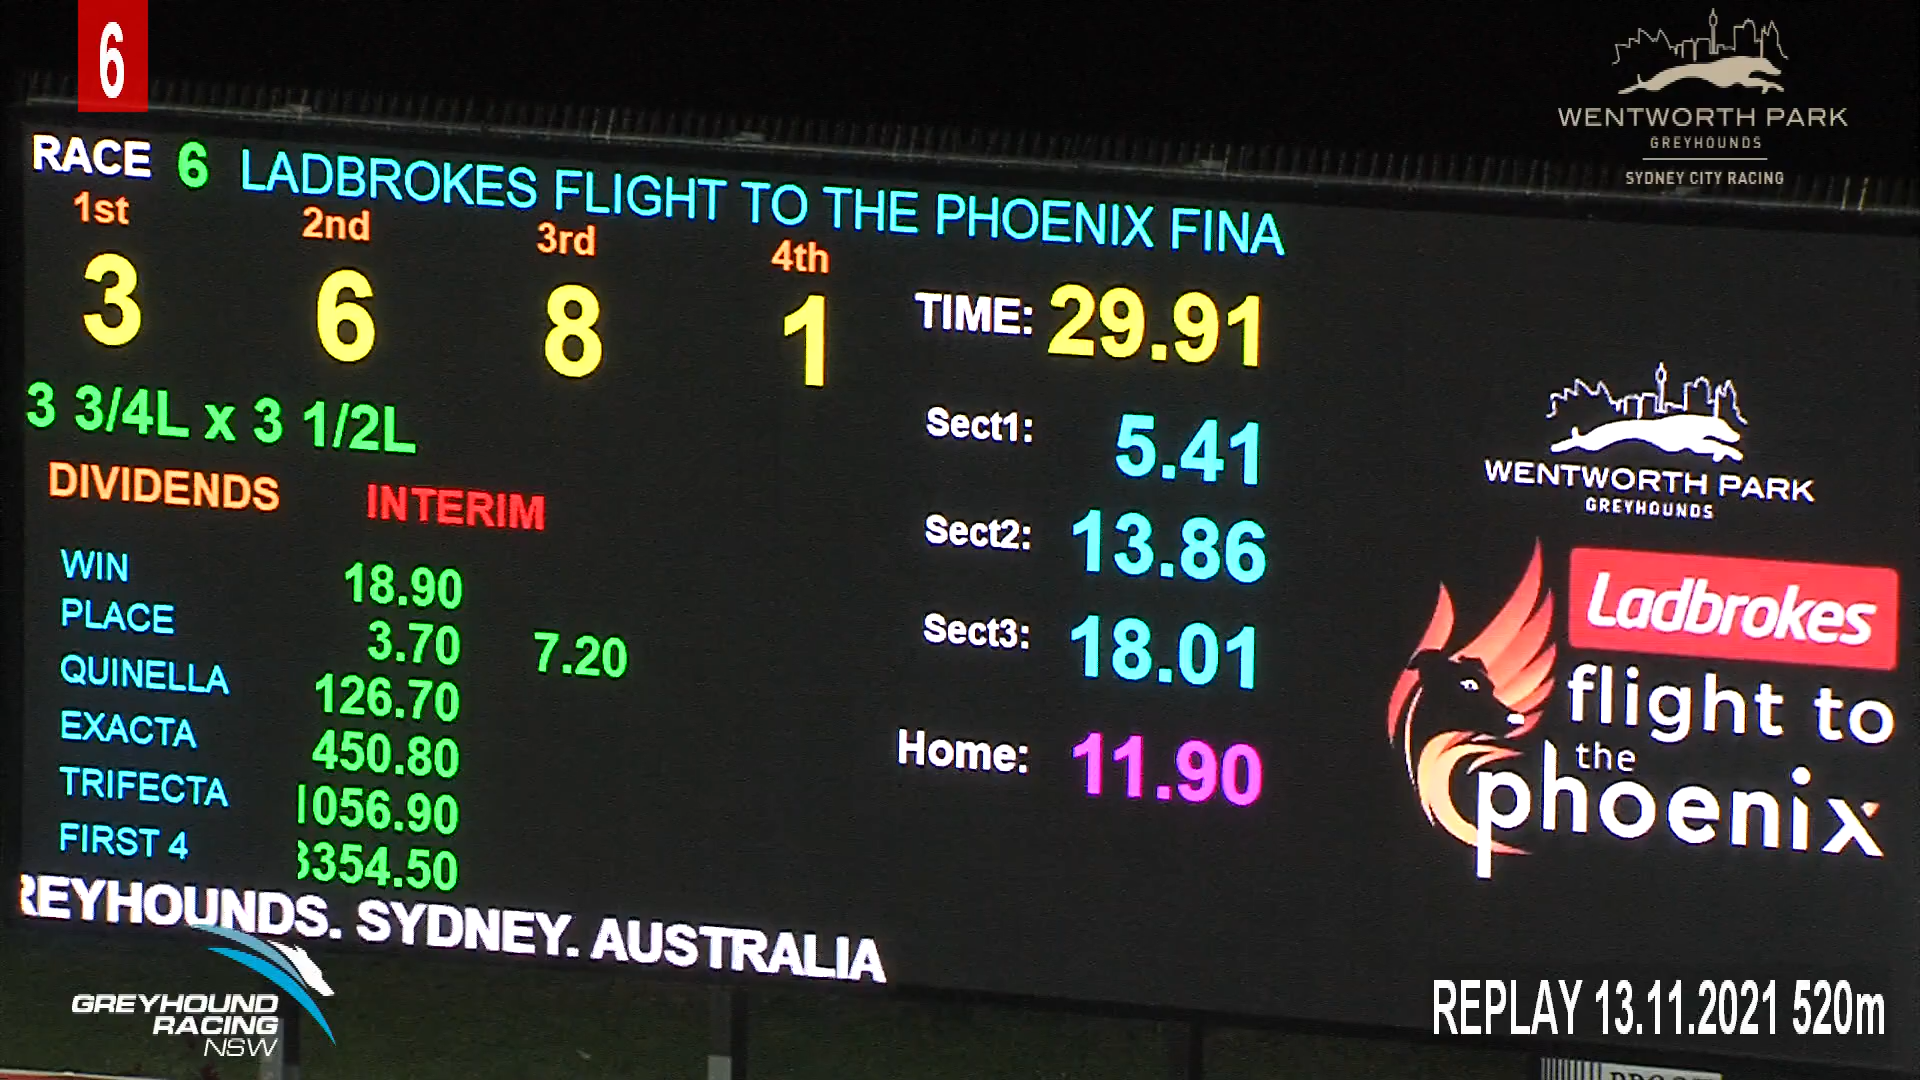 6
WENTWORTH PARK
GREYHOUNDS
SYDNEY CITY RACING
RACE 6 LADBROKES FLIGHT TO THE PHOENIX FINA
1st 2nd 3rd 4th
3 6 8 1
3 3/4L x 3 1/2L
TIME: 29.91
Sect1: 5.41
Sect2: 13.86
Sect3: 18.01
Home: 11.90
DIVIDENDS INTERIM
WIN 18.90
PLACE 3.70 7.20
QUINELLA 126.70
EXACTA 450.80
TRIFECTA 1056.90
FIRST 4 3354.50
REYHOUNDS. SYDNEY. AUSTRALIA
WENTWORTH PARK
GREYHOUNDS
Ladbrokes
flight to
the
phoenix
GREYHOUND
RACING
NSW
REPLAY 13.11.2021 520m